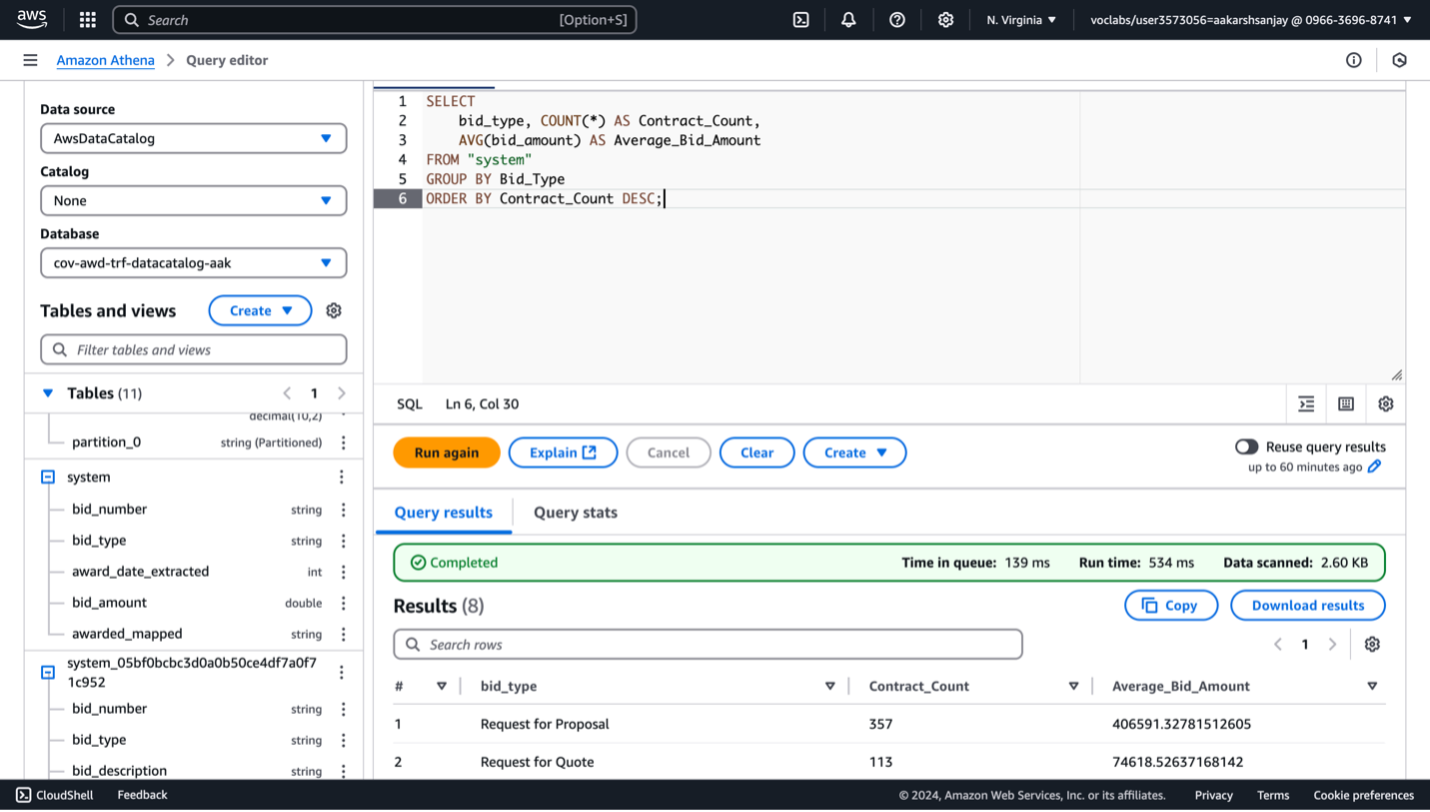 aws
Search [Option+S]
N. Virginia
voclabs/user3573056=aakarshsanjay @ 0966-3696-8741
Amazon Athena > Query editor
Data source
AwsDataCatalog
Catalog
None
Database
cov-awd-trf-datacatalog-aak
Tables and views
Create
Filter tables and views
Tables (11)
1
decimal(10,2)
partition_0 string (Partitioned)
system
bid_number string
bid_type string
award_date_extracted int
bid_amount double
awarded_mapped string
system_05bf0bcbc3d0a0b50ce4df7a0f7
1c952
bid_number string
bid_type string
bid_description string
1 SELECT
2 bid_type, COUNT(*) AS Contract_Count,
3 AVG(bid_amount) AS Average_Bid_Amount
4 FROM "system"
5 GROUP BY Bid_Type
6 ORDER BY Contract_Count DESC;
SQL Ln 6, Col 30
Run again
Explain
Cancel
Clear
Create
Reuse query results
up to 60 minutes ago
Query results
Query stats
Completed
Time in queue: 139 ms Run time: 534 ms Data scanned: 2.60 KB
Results (8)
Copy
Download results
Search rows
1
# bid_type Contract_Count Average_Bid_Amount
1 Request for Proposal 357 406591.32781512605
2 Request for Quote 113 74618.52637168142
CloudShell Feedback
© 2024, Amazon Web Services, Inc. or its affiliates. Privacy Terms Cookie preferences